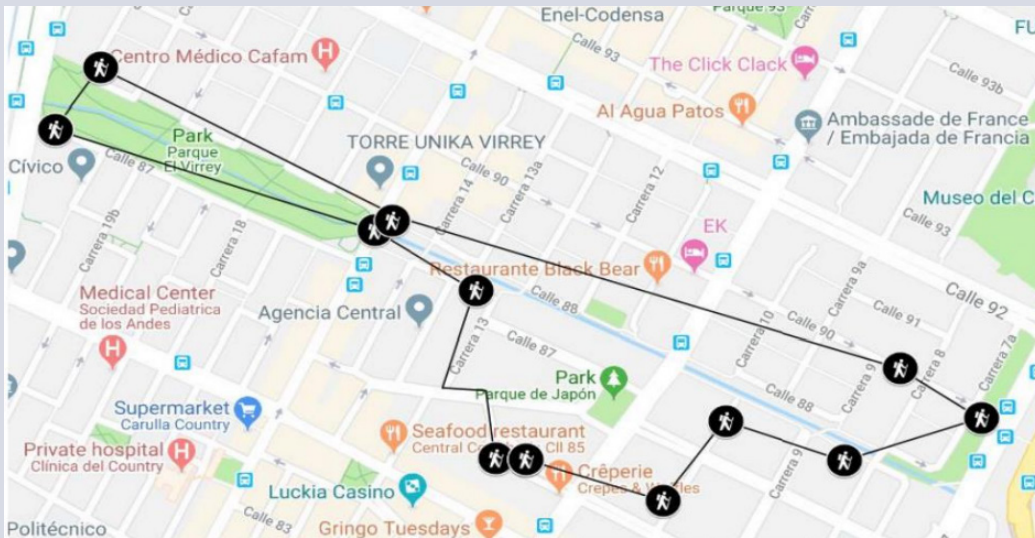 Enel-Codensa
Parque 93
FU
Centro Médico Cafam
H
Calle 93
The Click Clack
Calle 93b
Al Agua Patos
Ambassade de France
/ Embajada de Francia
Park
Parque
El Virrey
TORRE UNIKA VIRREY
Cívico
Calle 87
Calle 90
Carrera 13a
Carrera 12
Museo del C
Carrera 14
Calle 93
Carrera 19b
Carrera 18
EK
Restaurante Black Bear
Carrera 9a
Calle 92
Medical Center
Sociedad Pediatrica
de los Andes
H
Agencia Central
Calle 88
Carrera 10
Calle 90
Calle 91
Carrera 13
Calle 87
Carrera 8
Carrera 7a
Park
Parque de Japón
Calle 88
Carrera 9
Supermarket
Carulla Country
Seafood restaurant
Central C
Cll 85
Private hospital
Clínica del Country
H
Crêperie
Crepes & W
les
Carrera 9
Luckia Casino
Calle 83
Gringo Tuesdays
Politécnico